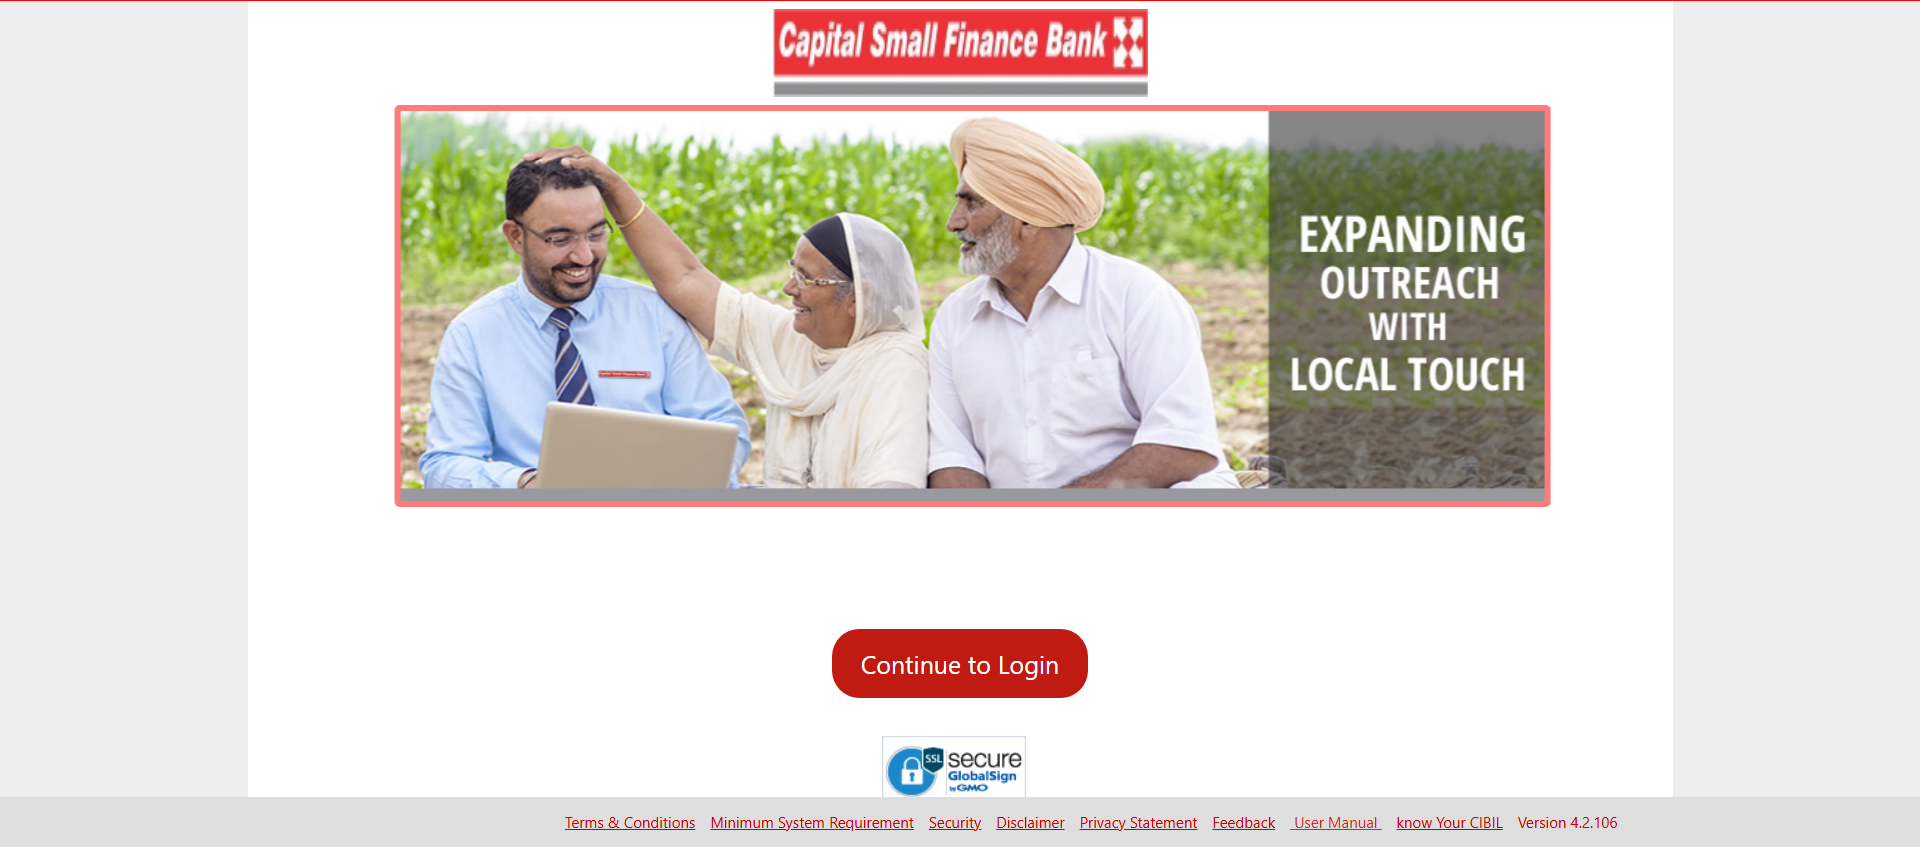 Capital Small Finance Bank
EXPANDING
OUTREACH
WITH
LOCAL TOUCH
Continue to Login
SSL
secure
GlobalSign
by GMO
Terms & Conditions Minimum System Requirement Security Disclaimer Privacy Statement Feedback User Manual know Your CIBIL Version 4.2.106